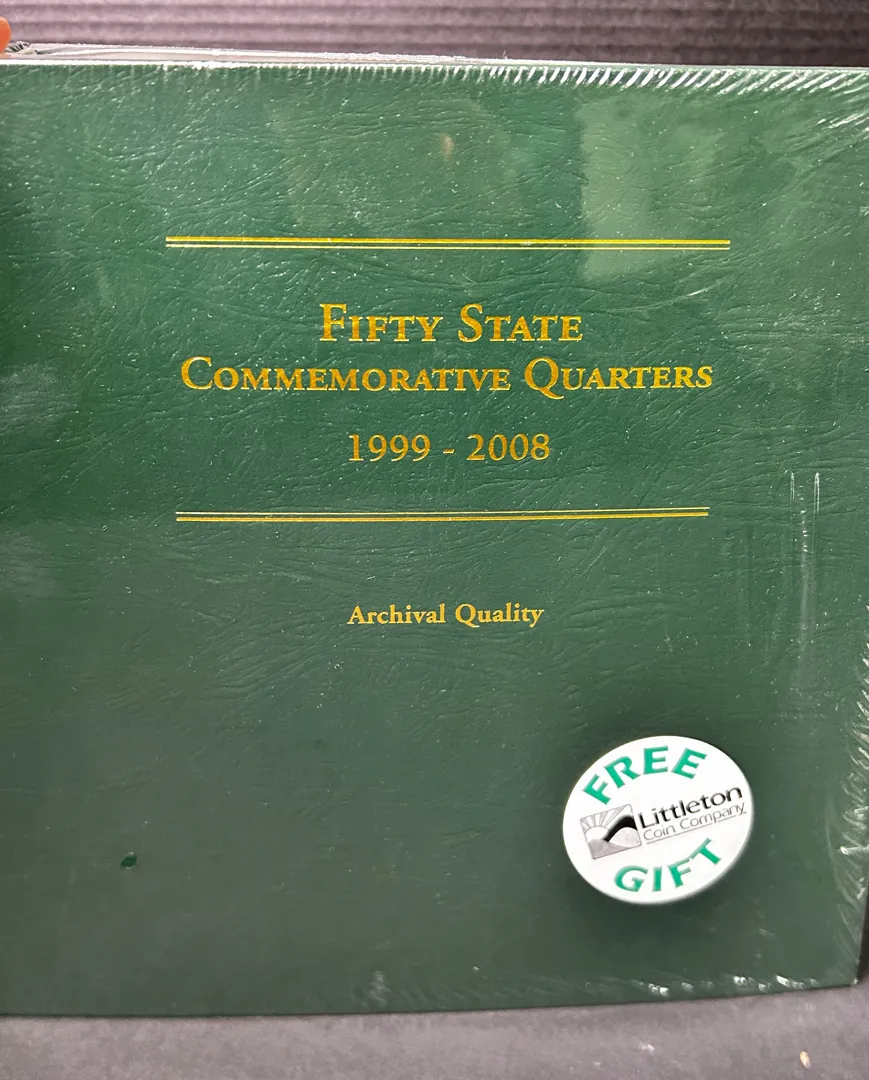 Fifty State
Commemorative Quarters
1999 - 2008
Archival Quality
FREE
Littleton
Coin Company
GIFT